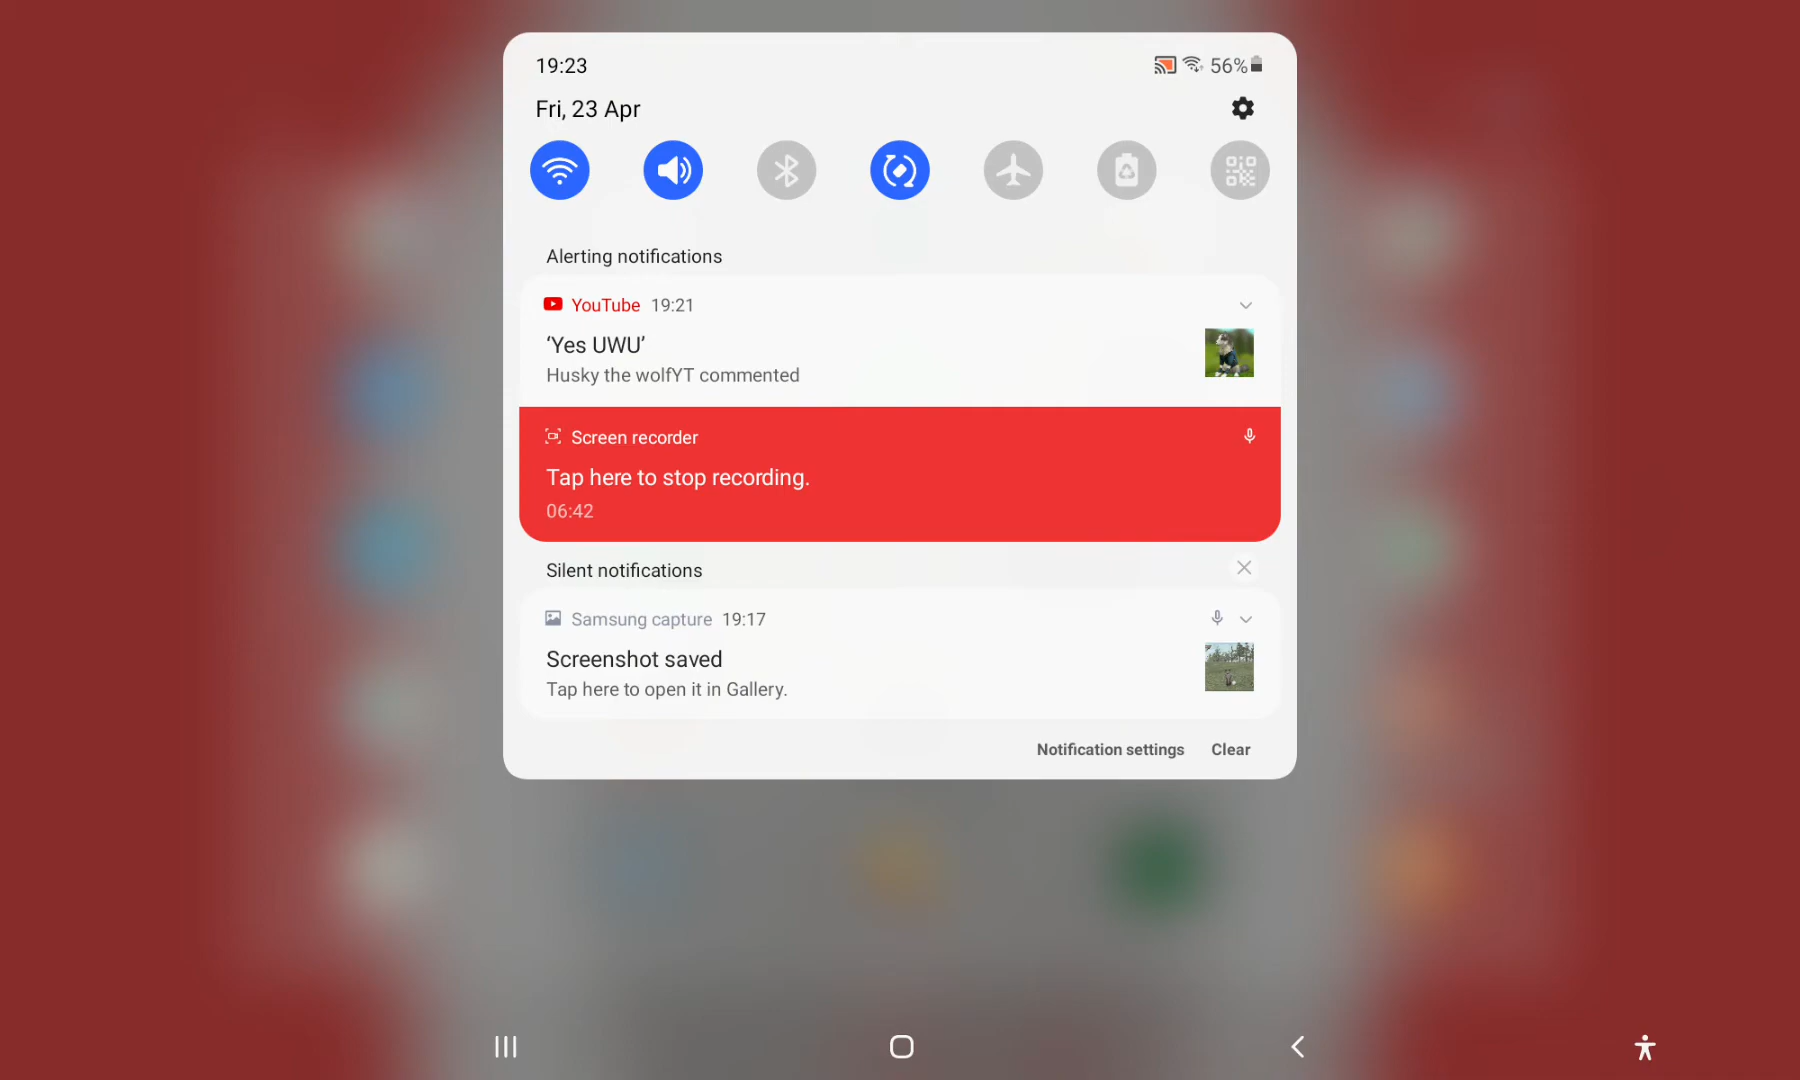 19:23
56%
Fri, 23 Apr
Alerting notifications
YouTube 19:21
‘Yes UWU’
Husky the wolfYT commented
Screen recorder
Tap here to stop recording.
06:42
Silent notifications
Samsung capture 19:17
Screenshot saved
Tap here to open it in Gallery.
Notification settings Clear